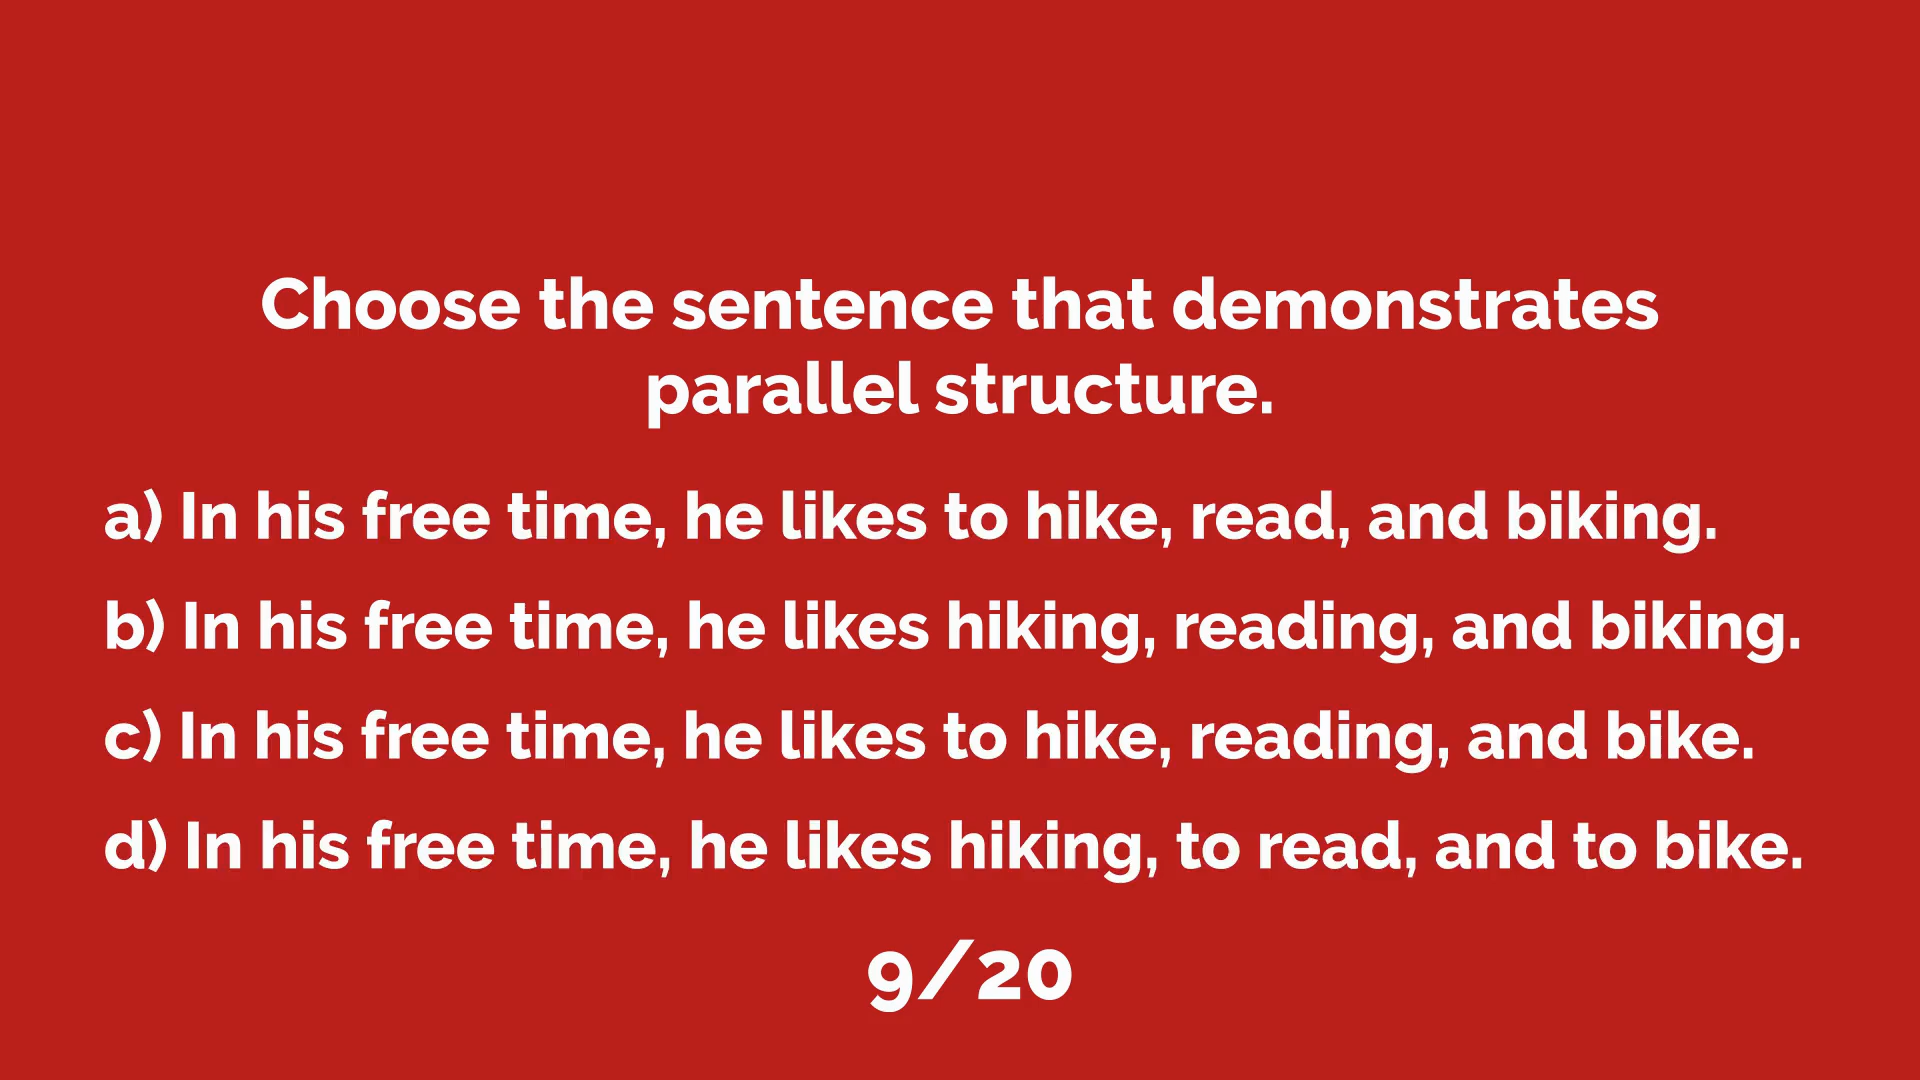 Choose the sentence that demonstrates
parallel structure.
a) In his free time, he likes to hike, read, and biking.
b) In his free time, he likes hiking, reading, and biking.
c) In his free time, he likes to hike, reading, and bike.
d) In his free time, he likes hiking, to read, and to bike.
9/20